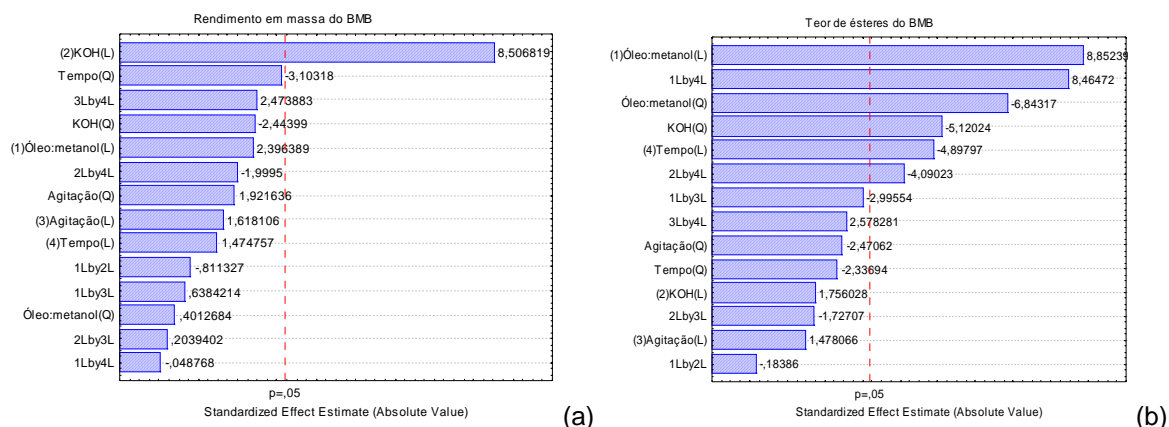 Rendimento em massa do BMB
(2)KOH(L) 8,506819
Tempo(Q) -3,10318
3Lby4L 2,473883
KOH(Q) -2,44399
(1)Óleo:metanol(L) 2,396389
2Lby4L -1,9995
Agitação(Q) 1,921636
(3)Agitação(L) 1,618106
(4)Tempo(L) 1,474757
1Lby2L -,811327
1Lby3L ,6384214
Óleo:metanol(Q) ,4012684
2Lby3L ,2039402
1Lby4L -,048768
p=,05
Standardized Effect Estimate (Absolute Value)
(a)
Teor de ésteres do BMB
(1)Óleo:metanol(L) 8,85239
1Lby4L 8,46472
Óleo:metanol(Q) -6,84317
KOH(Q) -5,12024
(4)Tempo(L) -4,89797
2Lby4L -4,09023
1Lby3L -2,99554
3Lby4L 2,578281
Agitação(Q) -2,47062
Tempo(Q) -2,33694
(2)KOH(L) 1,756028
2Lby3L -1,72707
(3)Agitação(L) 1,478066
1Lby2L -,18386
p=,05
Standardized Effect Estimate (Absolute Value)
(b)